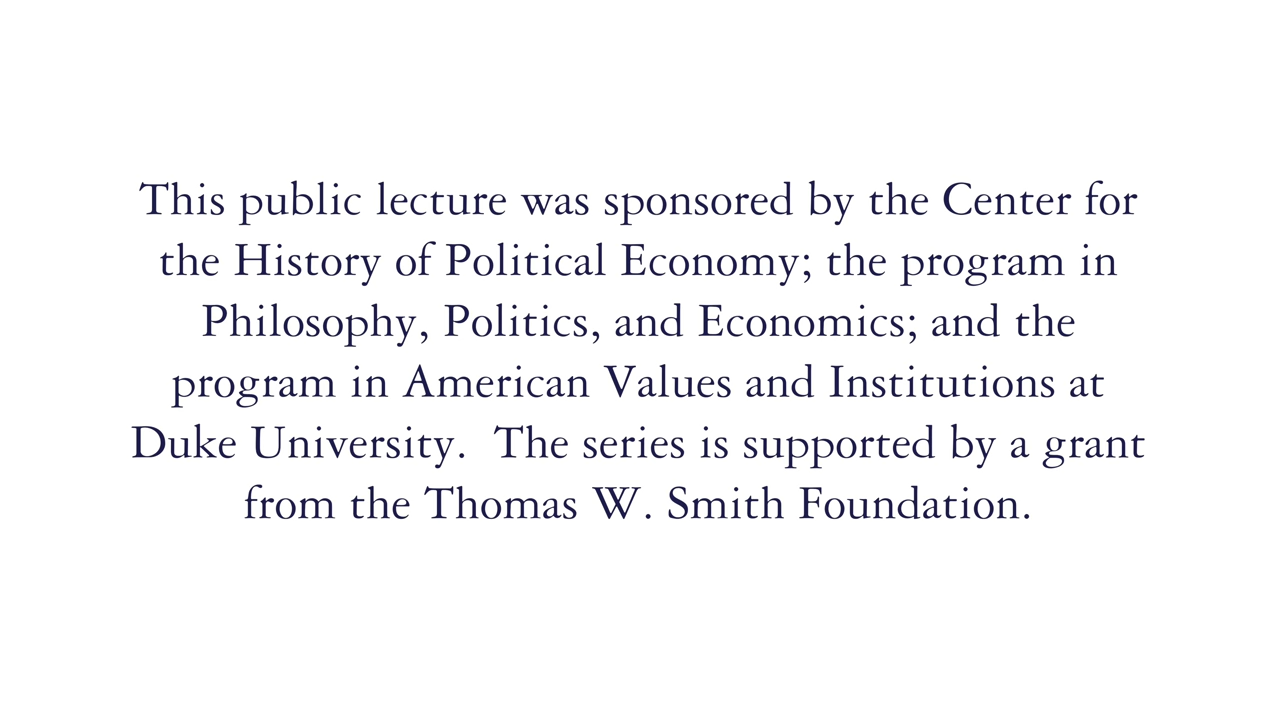 This public lecture was sponsored by the Center for
the History of Political Economy; the program in
Philosophy, Politics, and Economics; and the
program in American Values and Institutions at
Duke University.  The series is supported by a grant
from the Thomas W. Smith Foundation.